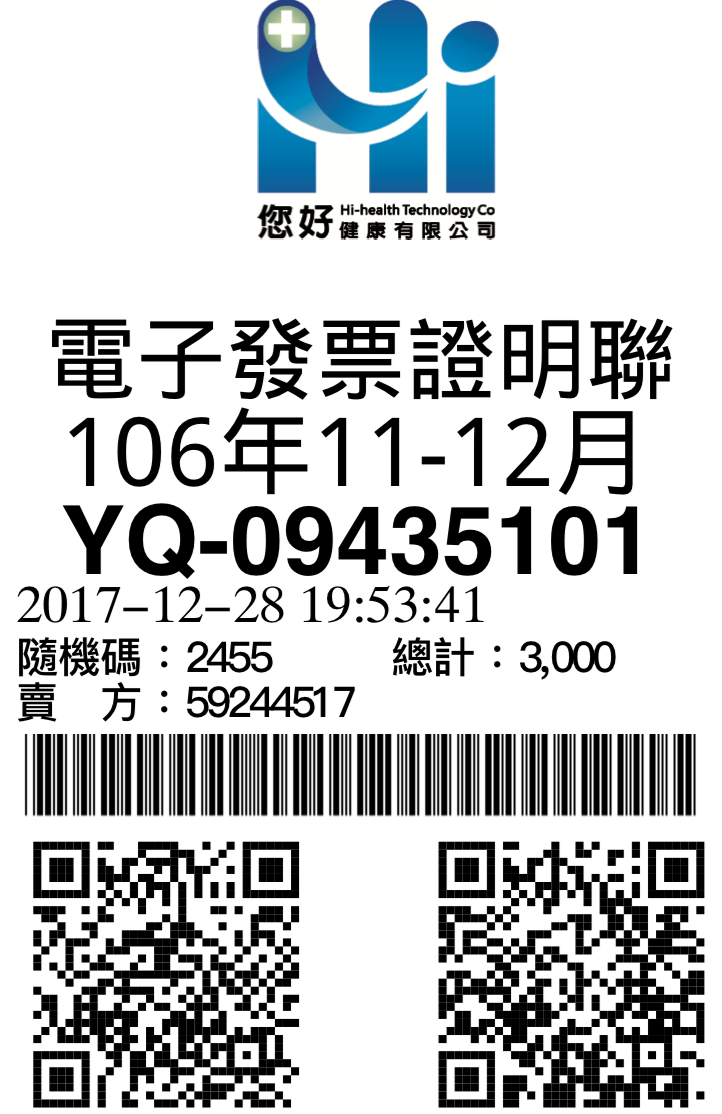 Hi
您好 Hi-health Technology Co
健康有限公司
電子發票證明聯
106年11-12月
YQ-09435101
2017-12-28 19:53:41
隨機碼：2455 總計：3,000
賣 方：59244517